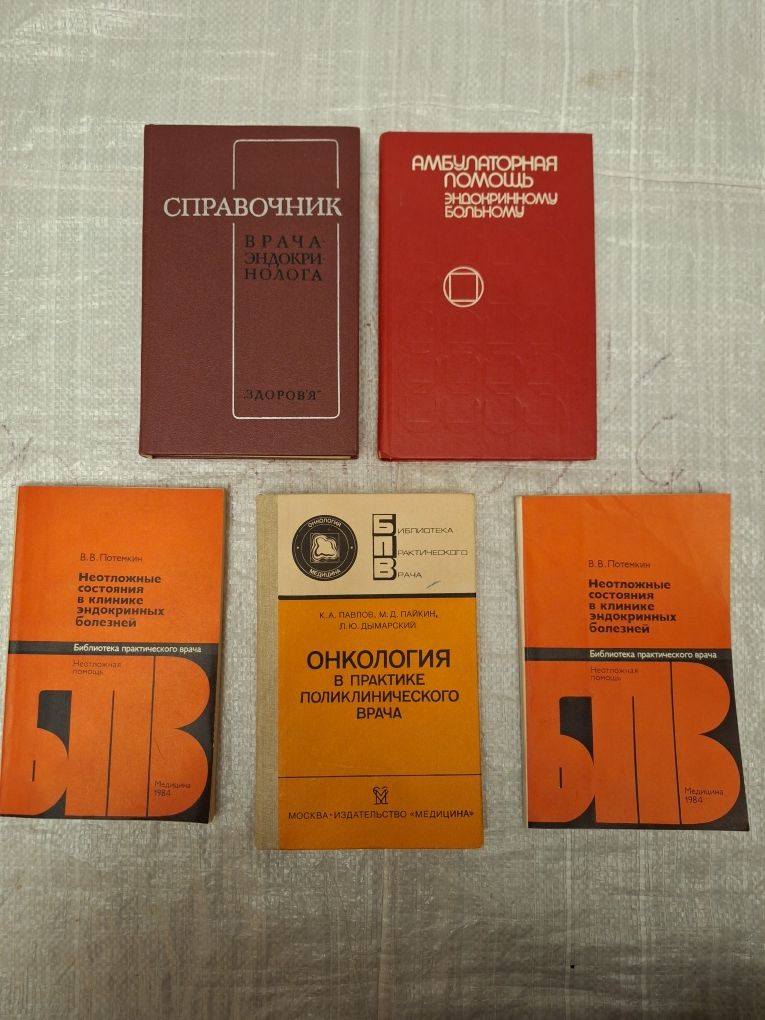 СПРАВОЧНИК
ВРАЧА-
ЭНДОКРИ-
НОЛОГА
„ЗДОРОВ'Я“
АМБУЛАТОРНАЯ
ПОМОЩЬ
ЭНДОКРИННОМУ
БОЛЬНОМУ
В. В. Потемкин
Неотложные
состояния
в клинике
эндокринных
болезней
Библиотека практического врача
Неотложная
помощь
БПВ
Медицина
1984
ОНКОЛОГИЯ
МЕДИЦИНА
БИБЛИОТЕКА
ПРАКТИЧЕСКОГО
ВРАЧА
К.А. ПАВЛОВ, М.Д. ПАЙКИН,
Л.Ю. ДЫМАРСКИЙ
ОНКОЛОГИЯ
В ПРАКТИКЕ
ПОЛИКЛИНИЧЕСКОГО
ВРАЧА
МОСКВА · ИЗДАТЕЛЬСТВО «МЕДИЦИНА»
В. В. Потемкин
Неотложные
состояния
в клинике
эндокринных
болезней
Библиотека практического врача
Неотложная
помощь
БПВ
Медицина
1984